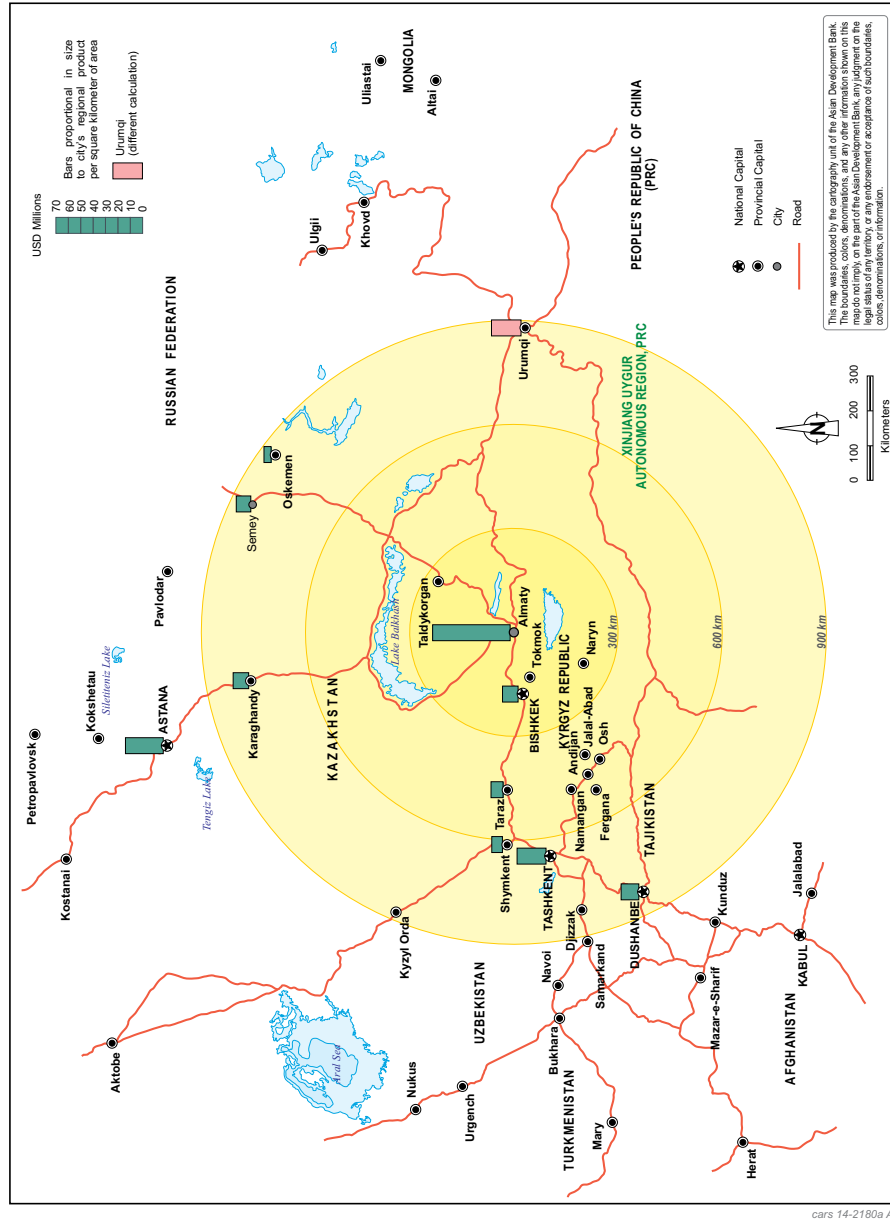 USD Millions
70
60
50
40
30
20
10
0
Bars proportional in size
to city's regional product
per square kilometer of area
Urumqi
(different calculation)
RUSSIAN FEDERATION
Petropavlovsk
Kostanai
Kokshetau
Siletiteniz Lake
Pavlodar
ASTANA
Tengiz Lake
Aktobe
Karaghandy
Semey
Oskemen
Ulgii
Khovd
Uliastai
MONGOLIA
Altai
KAZAKHSTAN
Aral Sea
Kyzyl Orda
Lake Balkhash
Taldykorgan
Almaty
Nukus
Urgench
UZBEKISTAN
Shymkent
Taraz
BISHKEK
Tokmok
Urumqi
TASHKENT
KYRGYZ REPUBLIC
Naryn
Namangan
Andijan
Jalal-Abad
Fergana
Osh
Navoi
Bukhara
Djizzak
Samarkand
TURKMENISTAN
Mary
DUSHANBE
TAJIKISTAN
300 km
600 km
900 km
XINJIANG UYGUR
AUTONOMOUS REGION, PRC
PEOPLE'S REPUBLIC OF CHINA
(PRC)
Mazar-e-Sharif
Kunduz
Herat
AFGHANISTAN
KABUL
Jalalabad
N
0 100 200 300
Kilometers
National Capital
Provincial Capital
City
Road
This map was produced by the cartography unit of the Asian Development Bank.
The boundaries, colors, denominations, and any other information shown on this
map do not imply, on the part of the Asian Development Bank, any judgment on the
legal status of any territory, or any endorsement or acceptance of such boundaries,
colors, denominations, or information.
cars 14-2180a A